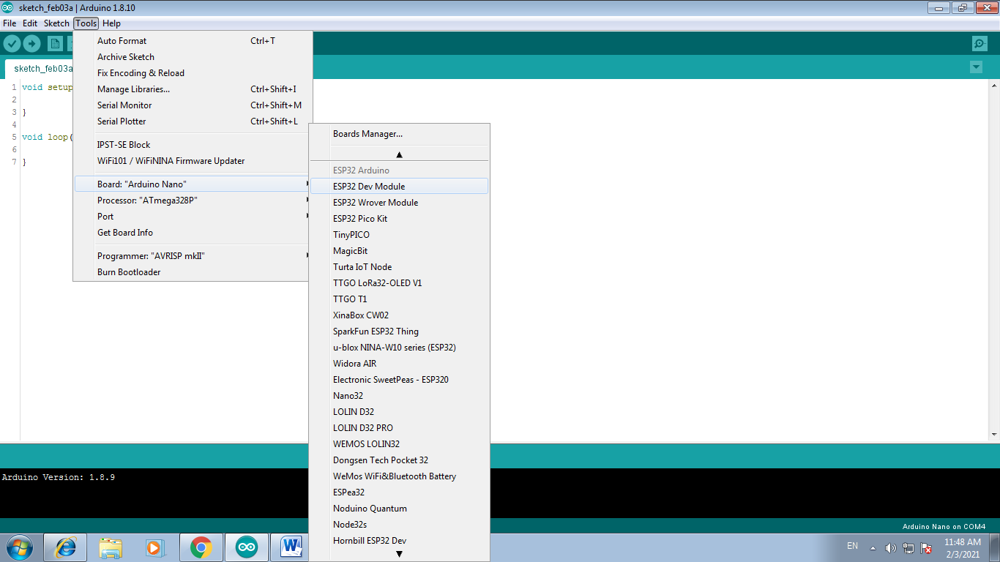 sketch_feb03a | Arduino 1.8.10
File Edit Sketch Tools Help
sketch_feb03a
1 void setup
2
3 }
4
5 void loop(
6
7 }
Auto Format Ctrl+T
Archive Sketch
Fix Encoding & Reload
Manage Libraries... Ctrl+Shift+I
Serial Monitor Ctrl+Shift+M
Serial Plotter Ctrl+Shift+L
IPST-SE Block
WiFi101 / WiFiNINA Firmware Updater
Board: "Arduino Nano"
Processor: "ATmega328P"
Port
Get Board Info
Programmer: "AVRISP mkII"
Burn Bootloader
Boards Manager...
ESP32 Arduino
ESP32 Dev Module
ESP32 Wrover Module
ESP32 Pico Kit
TinyPICO
MagicBit
Turta IoT Node
TTGO LoRa32-OLED V1
TTGO T1
XinaBox CW02
SparkFun ESP32 Thing
u-blox NINA-W10 series (ESP32)
Widora AIR
Electronic SweetPeas - ESP320
Nano32
LOLIN D32
LOLIN D32 PRO
WEMOS LOLIN32
Dongsen Tech Pocket 32
WeMos WiFi&Bluetooth Battery
ESPea32
Noduino Quantum
Node32s
Hornbill ESP32 Dev
Arduino Version: 1.8.9
Arduino Nano on COM4
EN
11:48 AM
2/3/2021